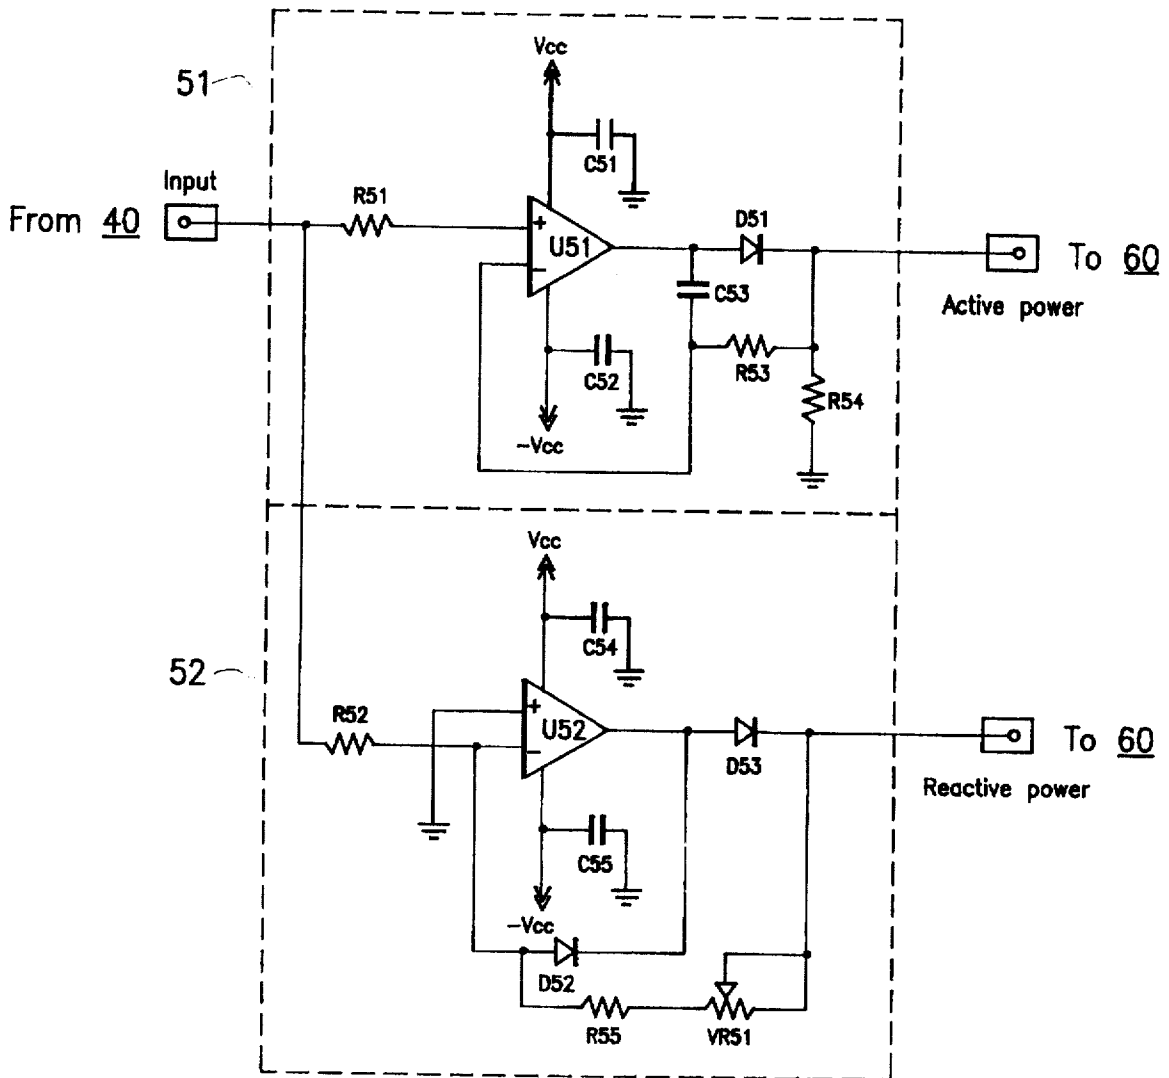 Vcc
51
C51
Input
R51
From 40
+
U51
−
D51
To 60
C53
Active power
C52
R53
R54
−Vcc
Vcc
C54
52
R52
+
U52
−
D53
To 60
Reactive power
C55
−Vcc
D52
R55
VR51